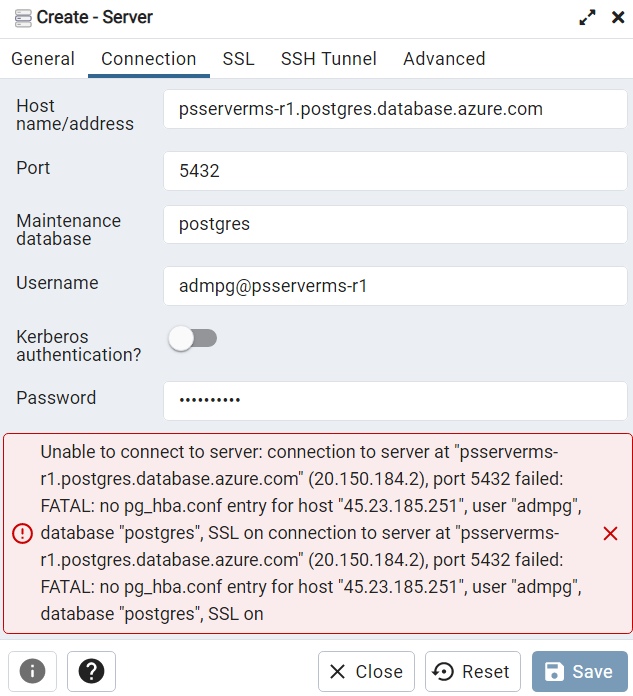 Create - Server
General Connection SSL SSH Tunnel Advanced
Host
name/address
psserverms-r1.postgres.database.azure.com
Port
5432
Maintenance
database
postgres
Username
admpg@psserverms-r1
Kerberos
authentication?
Password
••••••••••
Unable to connect to server: connection to server at "psserverms-
r1.postgres.database.azure.com" (20.150.184.2), port 5432 failed:
FATAL: no pg_hba.conf entry for host "45.23.185.251", user "admpg",
database "postgres", SSL on connection to server at "psserverms-
r1.postgres.database.azure.com" (20.150.184.2), port 5432 failed:
FATAL: no pg_hba.conf entry for host "45.23.185.251", user "admpg",
database "postgres", SSL on
Close Reset Save